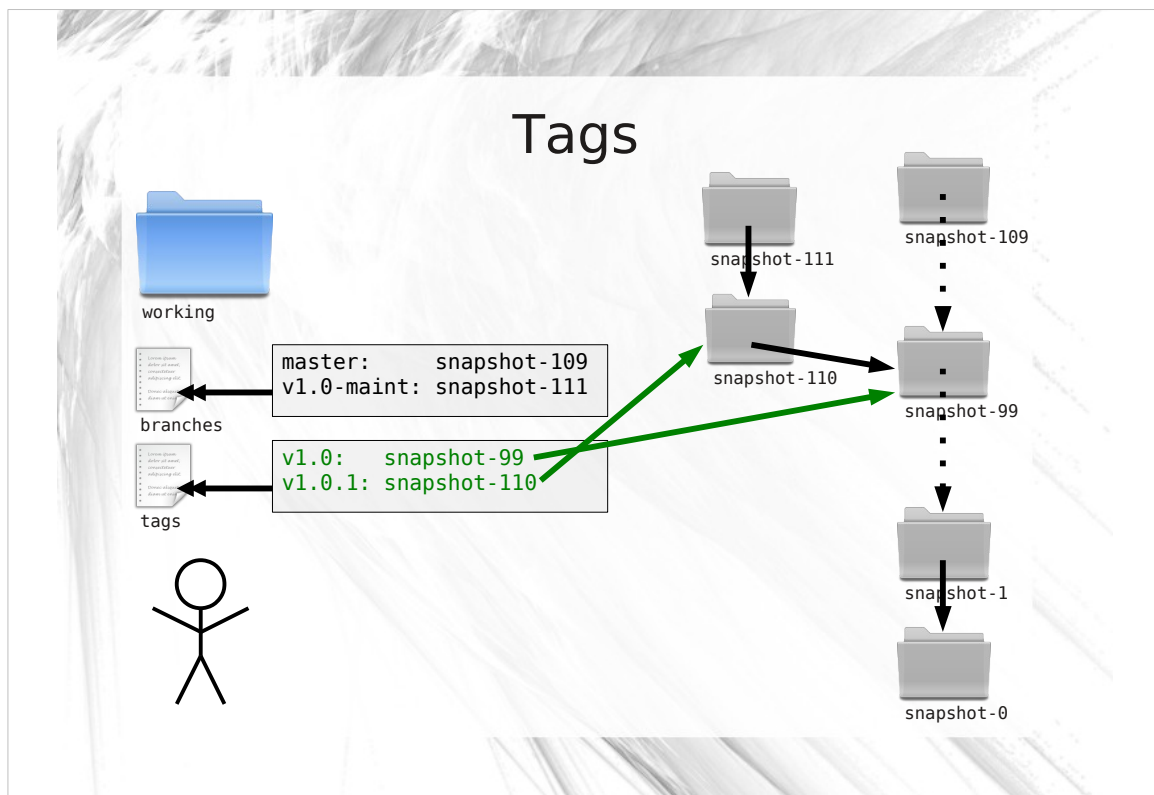 Tags
snapshot-109
snapshot-111
working
master:     snapshot-109
v1.0-maint: snapshot-111
snapshot-110
snapshot-99
branches
v1.0:   snapshot-99
v1.0.1: snapshot-110
tags
snapshot-1
snapshot-0